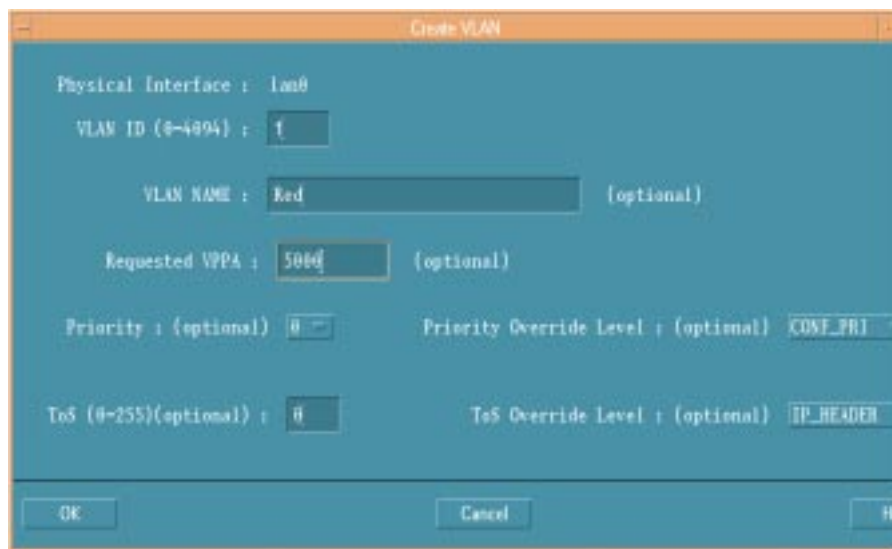 Create VLAN
Physical Interface : lan0
VLAN ID (0-4094) : 1
VLAN NAME : Red (optional)
Requested VPPA : 5000 (optional)
Priority : (optional) 0 Priority Override Level : (optional) CONF_PRI
ToS (0-255)(optional) : 0 ToS Override Level : (optional) IP_HEADER
OK Cancel H